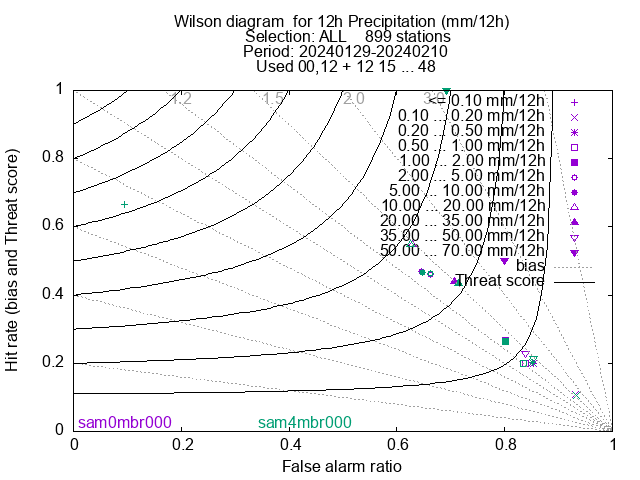 Wilson diagram for 12h Precipitation (mm/12h)
Selection: ALL 899 stations
Period: 20240129-20240210
Used 00,12 + 12 15 ... 48
1.2 1.5 2.0 3.0
<= 0.10 mm/12h
0.10 ... 0.20 mm/12h
0.20 ... 0.50 mm/12h
0.50 ... 1.00 mm/12h
1.00 ... 2.00 mm/12h
2.00 ... 5.00 mm/12h
5.00 ... 10.00 mm/12h
10.00 ... 20.00 mm/12h
20.00 ... 35.00 mm/12h
35.00 ... 50.00 mm/12h
50.00 ... 70.00 mm/12h
bias
Threat score
Hit rate (bias and Threat score)
1
0.8
0.6
0.4
0.2
0
sam0mbr000 sam4mbr000
0 0.2 0.4 0.6 0.8 1
False alarm ratio